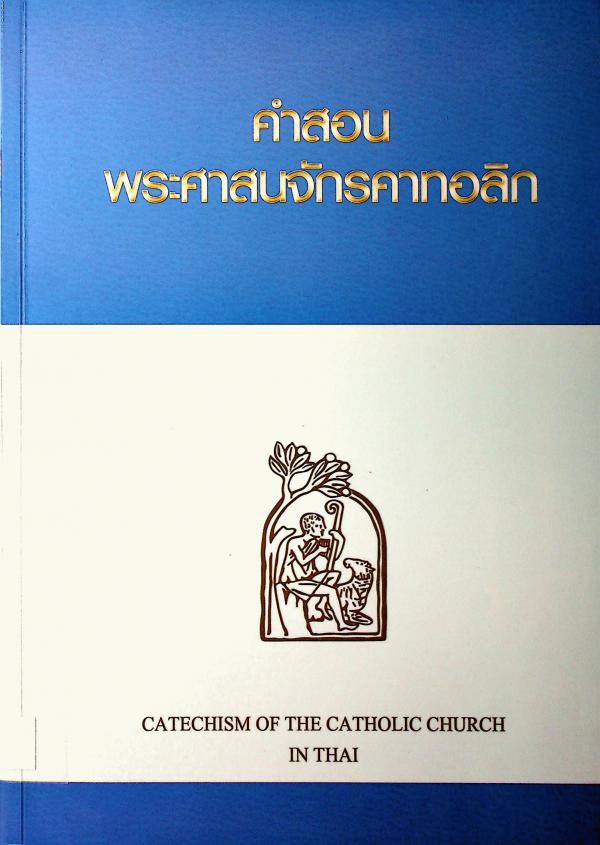 คำสอน
พระศาสนจักรคาทอลิก
CATECHISM OF THE CATHOLIC CHURCH
IN THAI